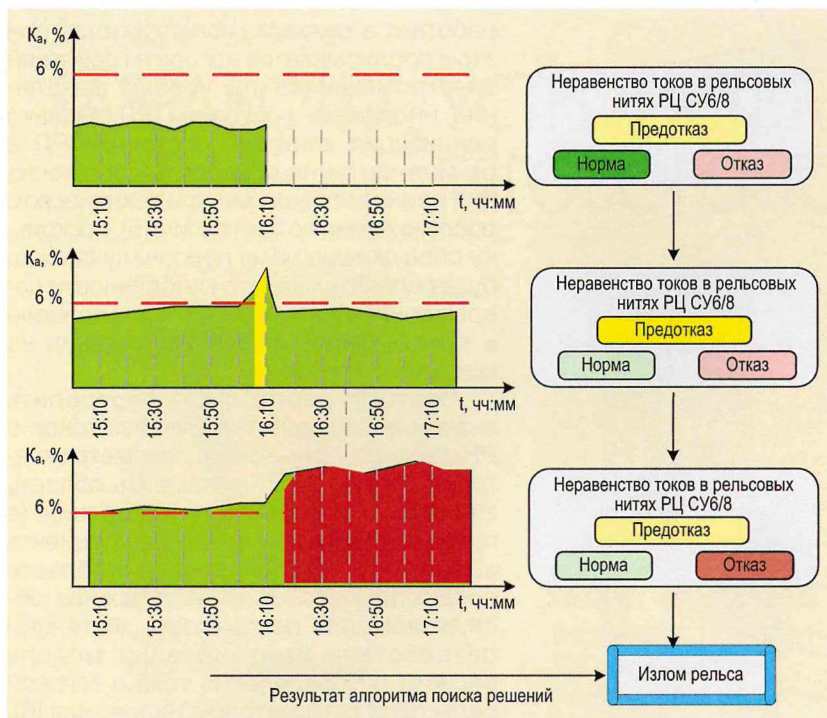 Kа, %
6 %
15:10
15:30
15:50
16:10
16:30
16:50
17:10
t, чч:мм
Неравенство токов в рельсовых
нитях РЦ СУ6/8
Предотказ
Норма
Отказ
Kа, %
6 %
15:10
15:30
15:50
16:10
16:30
16:50
17:10
t, чч:мм
Неравенство токов в рельсовых
нитях РЦ СУ6/8
Предотказ
Норма
Отказ
Kа, %
6 %
15:10
15:30
15:50
16:10
16:30
16:50
17:10
t, чч:мм
Неравенство токов в рельсовых
нитях РЦ СУ6/8
Предотказ
Норма
Отказ
Результат алгоритма поиска решений
Излом рельса